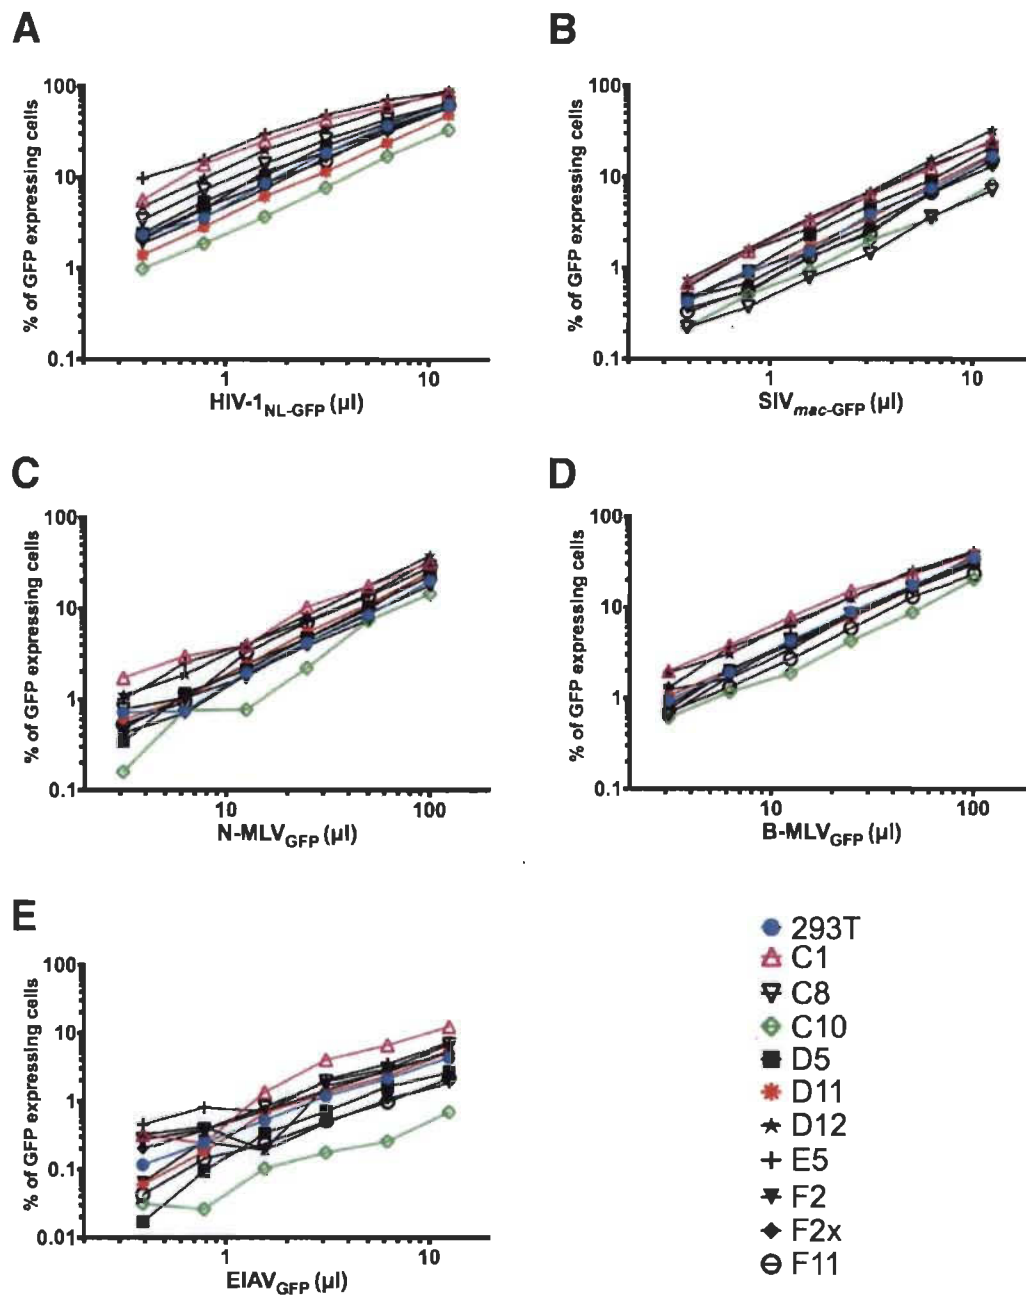 A
% of GFP expressing cells
100
10
1
0.1
1
10
HIV-1NL-GFP (µl)
B
% of GFP expressing cells
100
10
1
0.1
1
10
SIVmac-GFP (µl)
C
% of GFP expressing cells
100
10
1
0.1
10
100
N-MLVGFP (µl)
D
% of GFP expressing cells
100
10
1
0.1
10
100
B-MLVGFP (µl)
E
% of GFP expressing cells
100
10
1
0.1
0.01
1
10
EIAVGFP (µl)
293T
C1
C8
C10
D5
D11
D12
E5
F2
F2x
F11